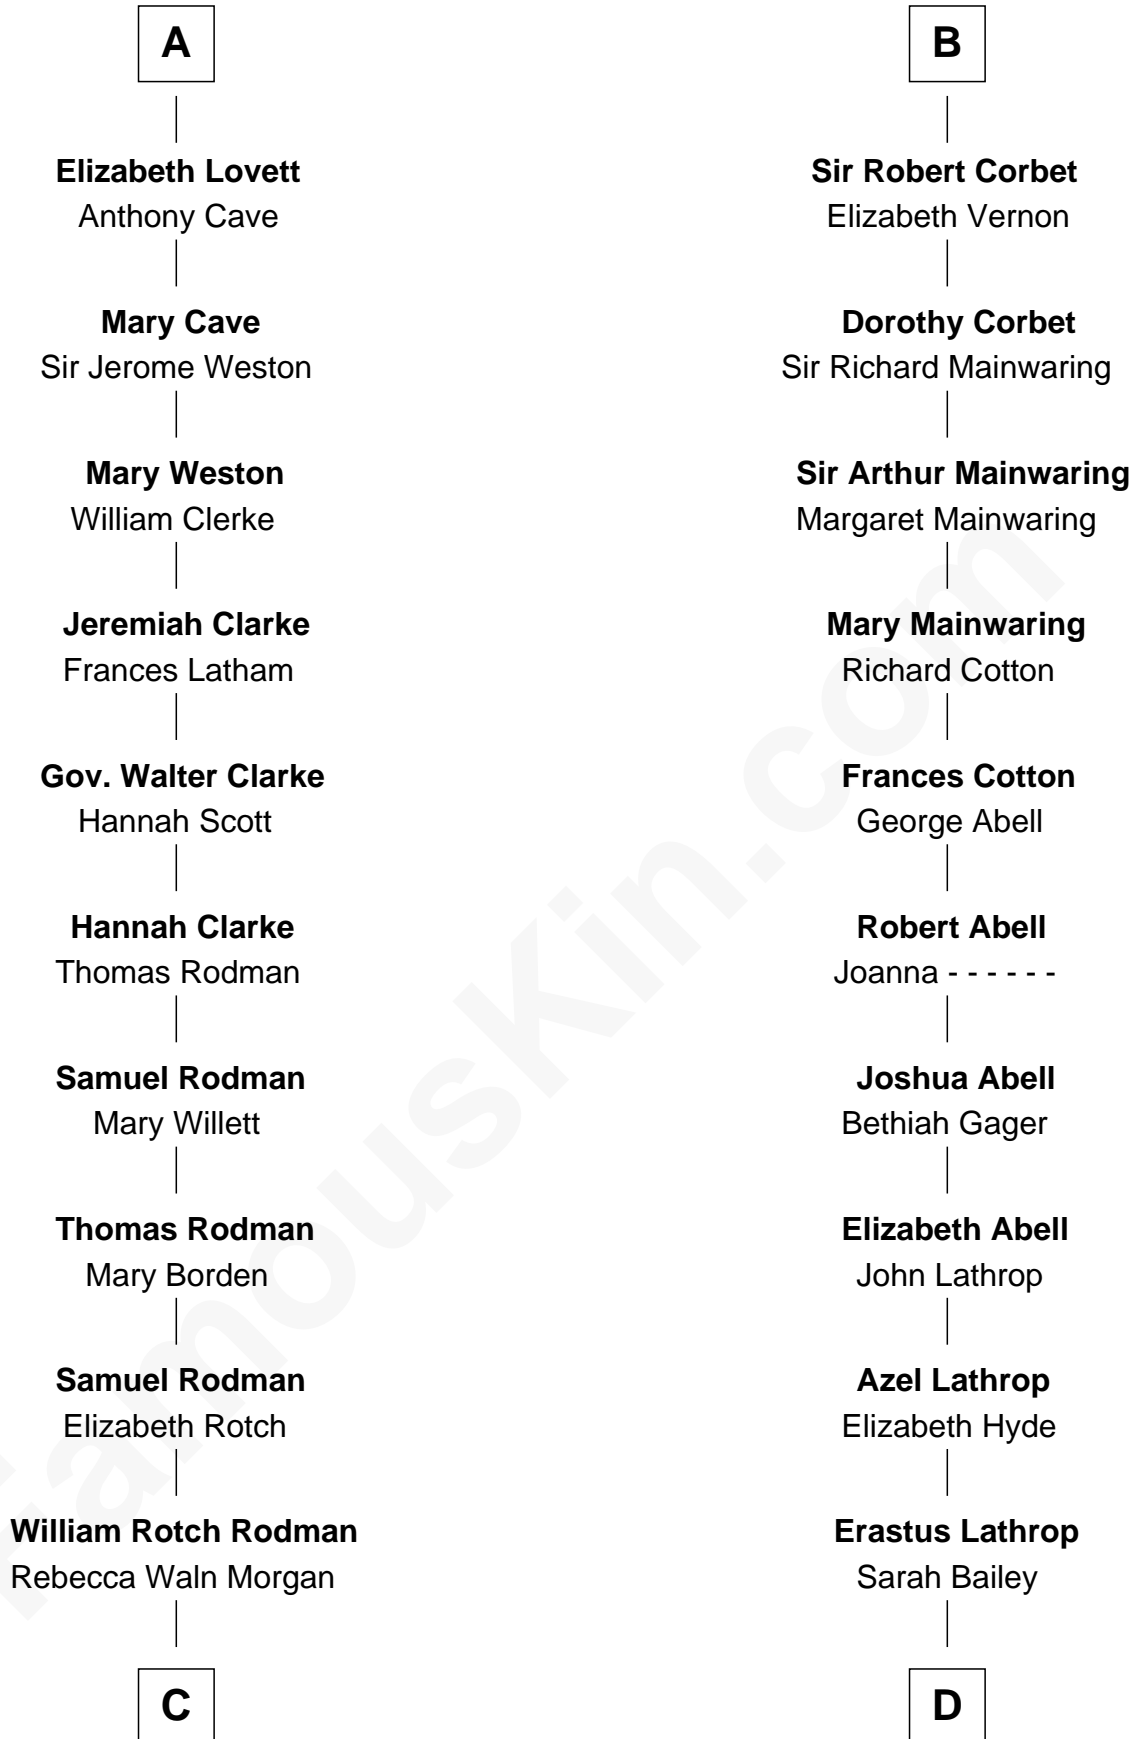 A
Elizabeth Lovett
Anthony Cave
Mary Cave
Sir Jerome Weston
Mary Weston
William Clerke
Jeremiah Clarke
Frances Latham
Gov. Walter Clarke
Hannah Scott
Hannah Clarke
Thomas Rodman
Samuel Rodman
Mary Willett
Thomas Rodman
Mary Borden
Samuel Rodman
Elizabeth Rotch
William Rotch Rodman
Rebecca Waln Morgan
C
B
Sir Robert Corbet
Elizabeth Vernon
Dorothy Corbet
Sir Richard Mainwaring
Sir Arthur Mainwaring
Margaret Mainwaring
Mary Mainwaring
Richard Cotton
Frances Cotton
George Abell
Robert Abell
Joanna - - - - - -
Joshua Abell
Bethiah Gager
Elizabeth Abell
John Lathrop
Azel Lathrop
Elizabeth Hyde
Erastus Lathrop
Sarah Bailey
D
FamousKin.com